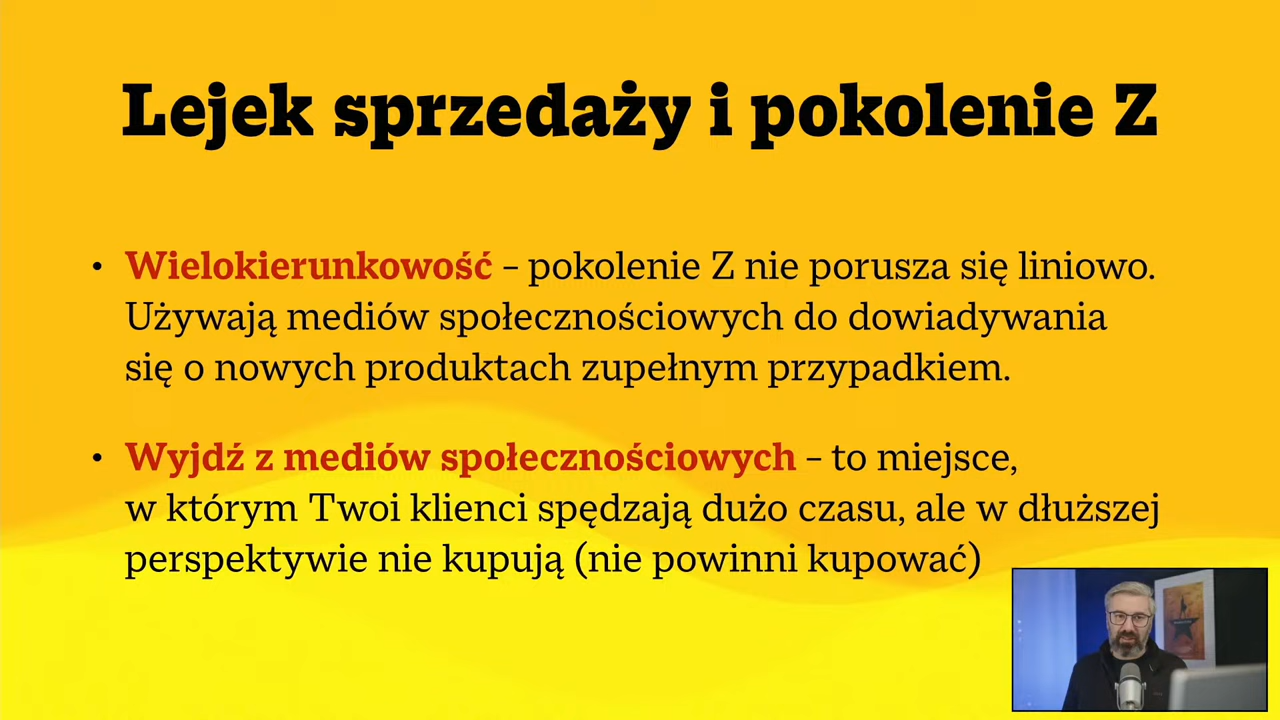 Lejek sprzedaży i pokolenie Z
• Wielokierunkowość – pokolenie Z nie porusza się liniowo.
Używają mediów społecznościowych do dowiadywania
się o nowych produktach zupełnym przypadkiem.
• Wyjdź z mediów społecznościowych – to miejsce,
w którym Twoi klienci spędzają dużo czasu, ale w dłuższej
perspektywie nie kupują (nie powinni kupować)